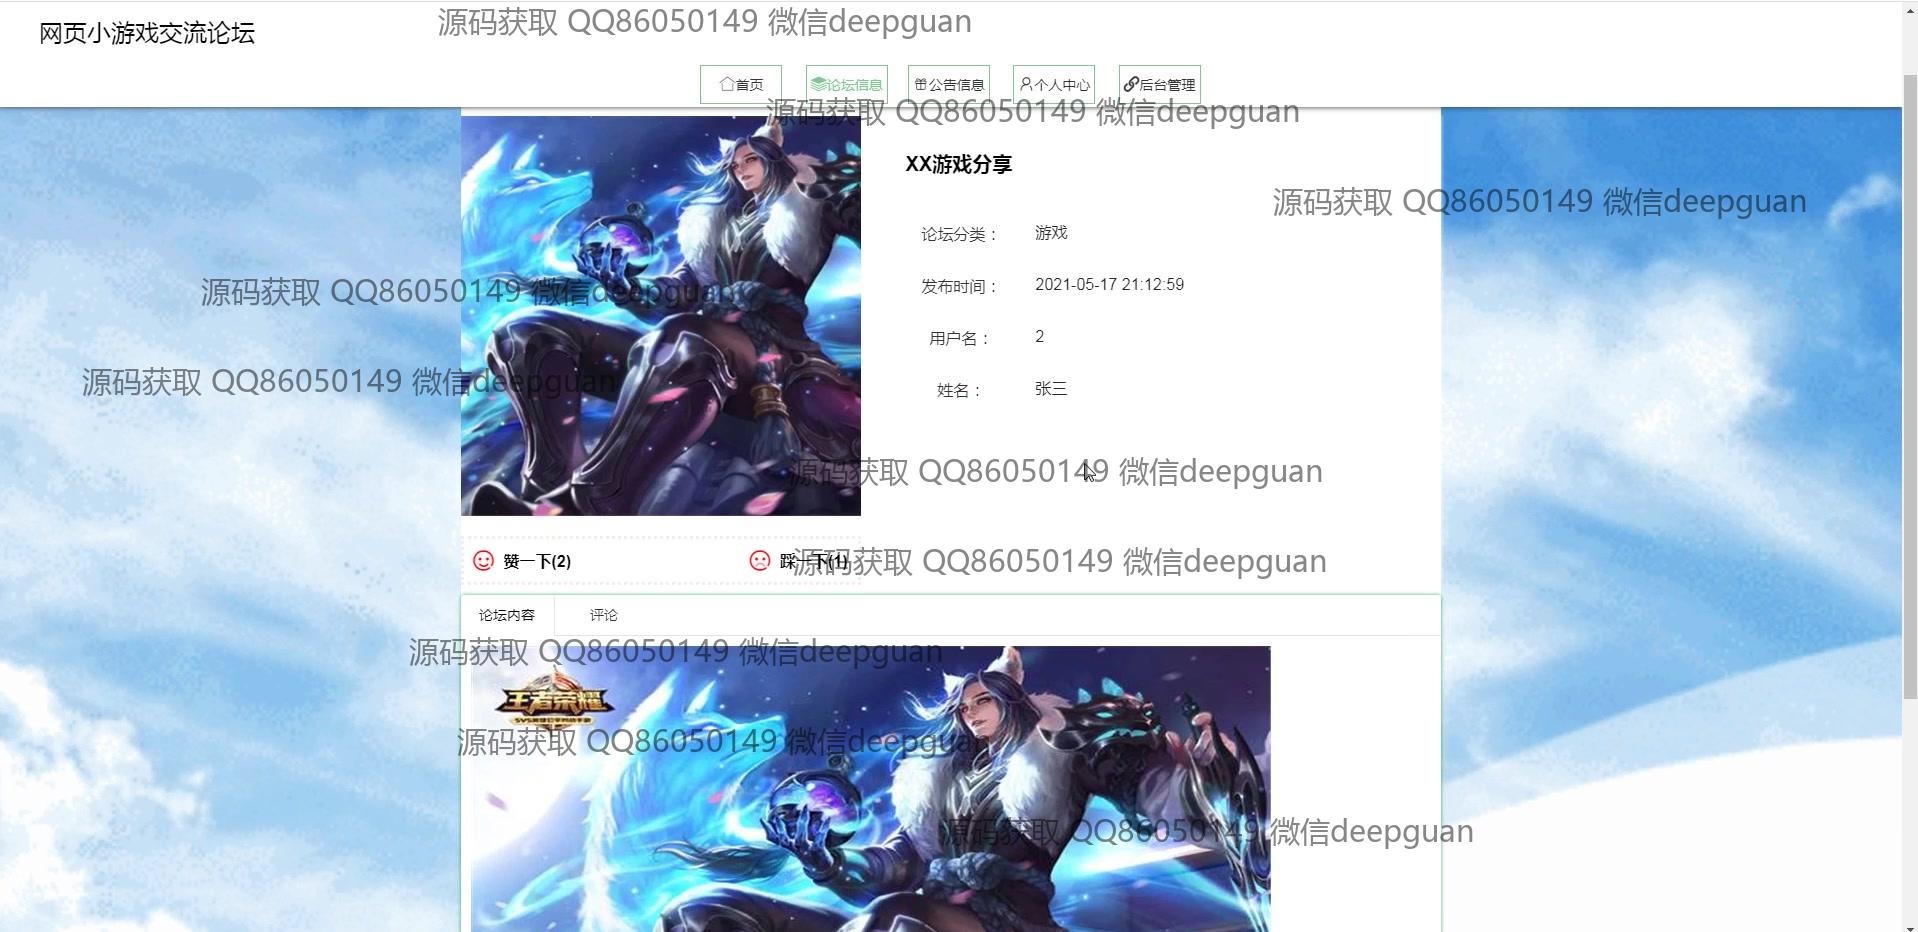 源码获取 QQ86050149 微信deepguan
网页小游戏交流论坛
首页
论坛信息
公告信息
个人中心
后台管理
源码获取 QQ86050149 微信deepguan
XX游戏分享
源码获取 QQ86050149 微信deepguan
论坛分类：
游戏
发布时间：
2021-05-17 21:12:59
源码获取 QQ86050149 微信deepguan
用户名：
2
源码获取 QQ86050149 微信deepguan
姓名：
张三
源码获取 QQ86050149 微信deepguan
赞一下(2)
踩一下(1)
源码获取 QQ86050149 微信deepguan
论坛内容
评论
源码获取 QQ86050149 微信deepguan
王者荣耀
源码获取 QQ86050149 微信deepguan
源码获取 QQ86050149 微信deepguan